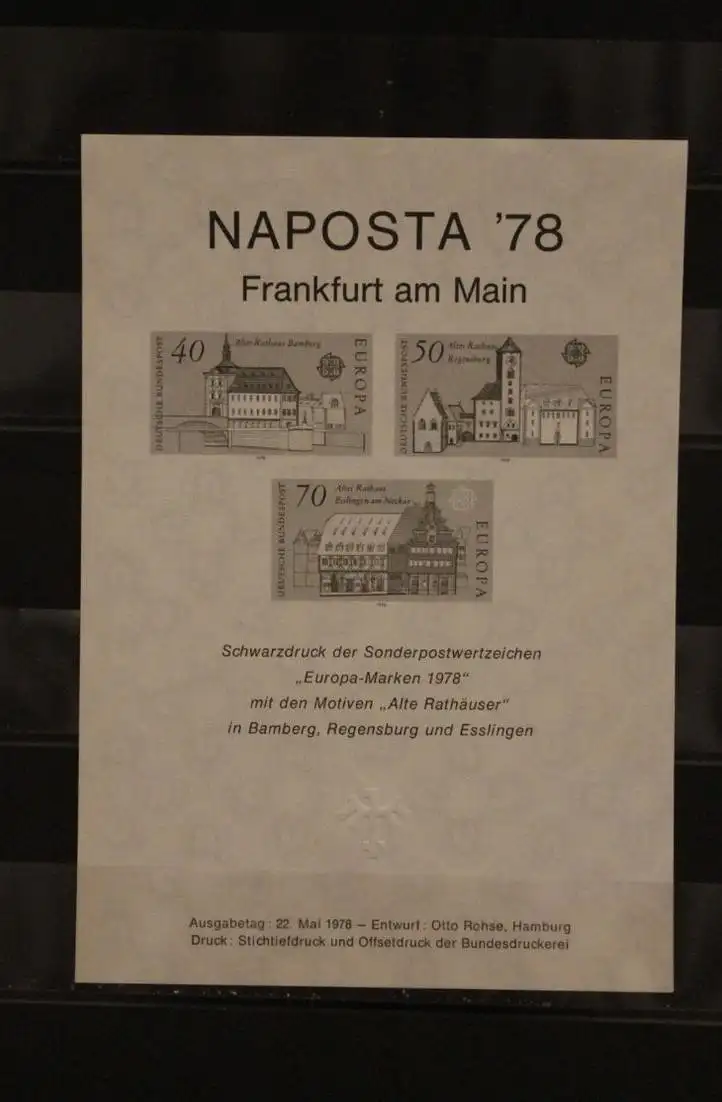 NAPOSTA '78
Frankfurt am Main
DEUTSCHE BUNDESPOST
40
Altes Rathaus Bamberg
EUROPA
DEUTSCHE BUNDESPOST
50
Altes Rathaus
Regensburg
EUROPA
DEUTSCHE BUNDESPOST
70
Altes Rathaus
Esslingen am Neckar
EUROPA
Schwarzdruck der Sonderpostwertzeichen
„Europa-Marken 1978“
mit den Motiven „Alte Rathäuser“
in Bamberg, Regensburg und Esslingen
Ausgabetag: 22. Mai 1978 – Entwurf: Otto Rohse, Hamburg
Druck: Stichtiefdruck und Offsetdruck der Bundesdruckerei